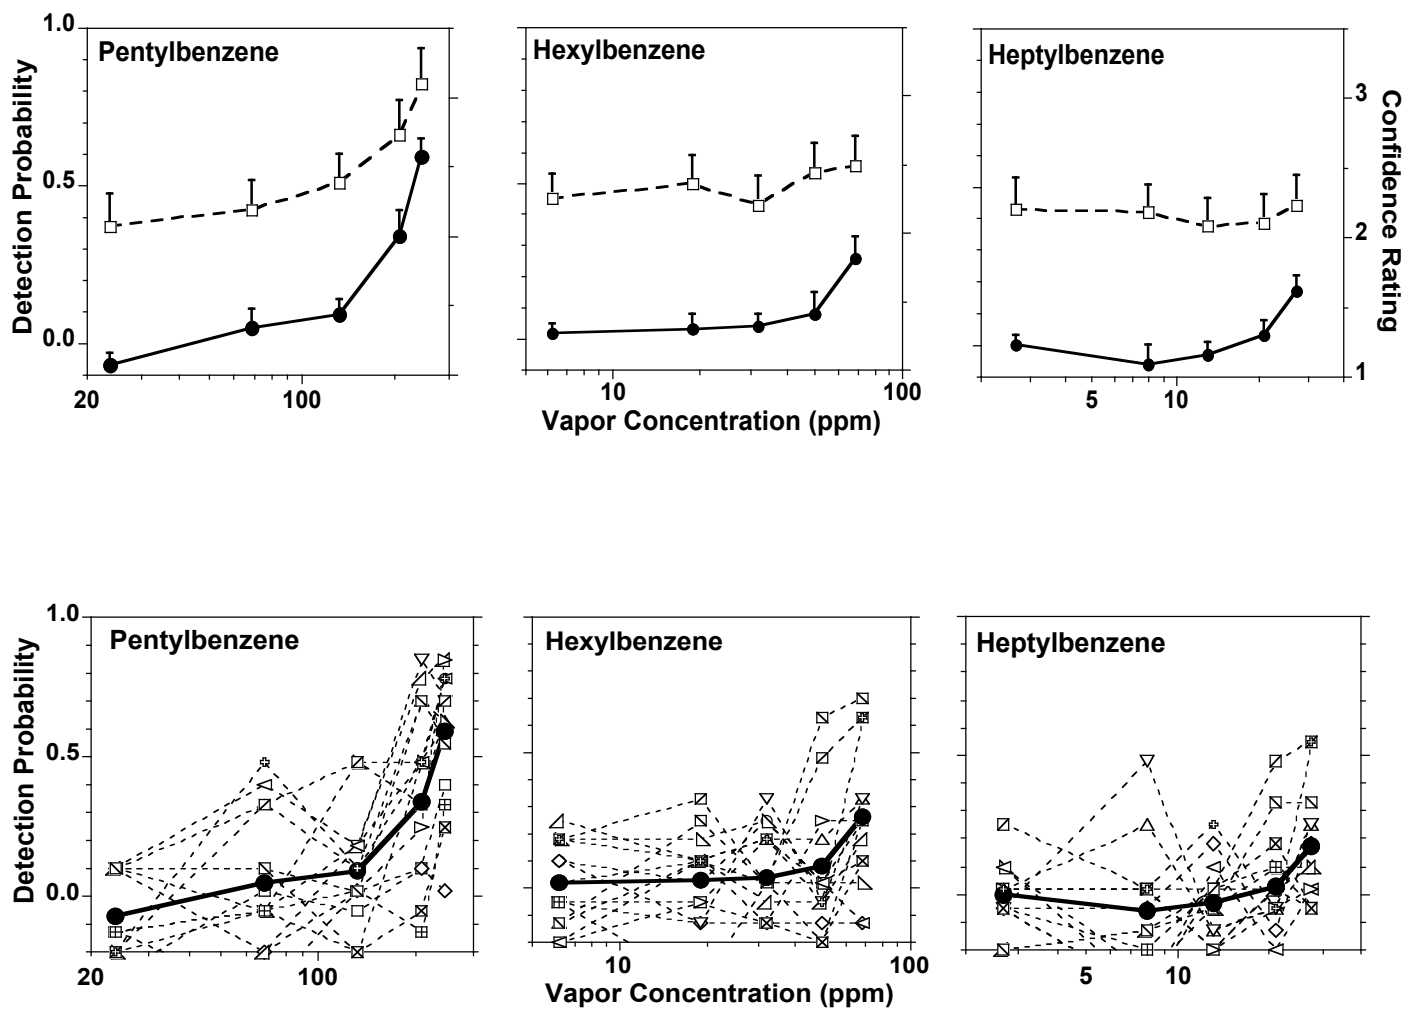 1.0
0.5
0.0
Detection Probability
Pentylbenzene
20
100
Hexylbenzene
10
100
Vapor Concentration (ppm)
Heptylbenzene
5
10
3
2
1
Confidence Rating
1.0
0.5
0.0
Detection Probability
Pentylbenzene
20
100
Hexylbenzene
10
100
Vapor Concentration (ppm)
Heptylbenzene
5
10